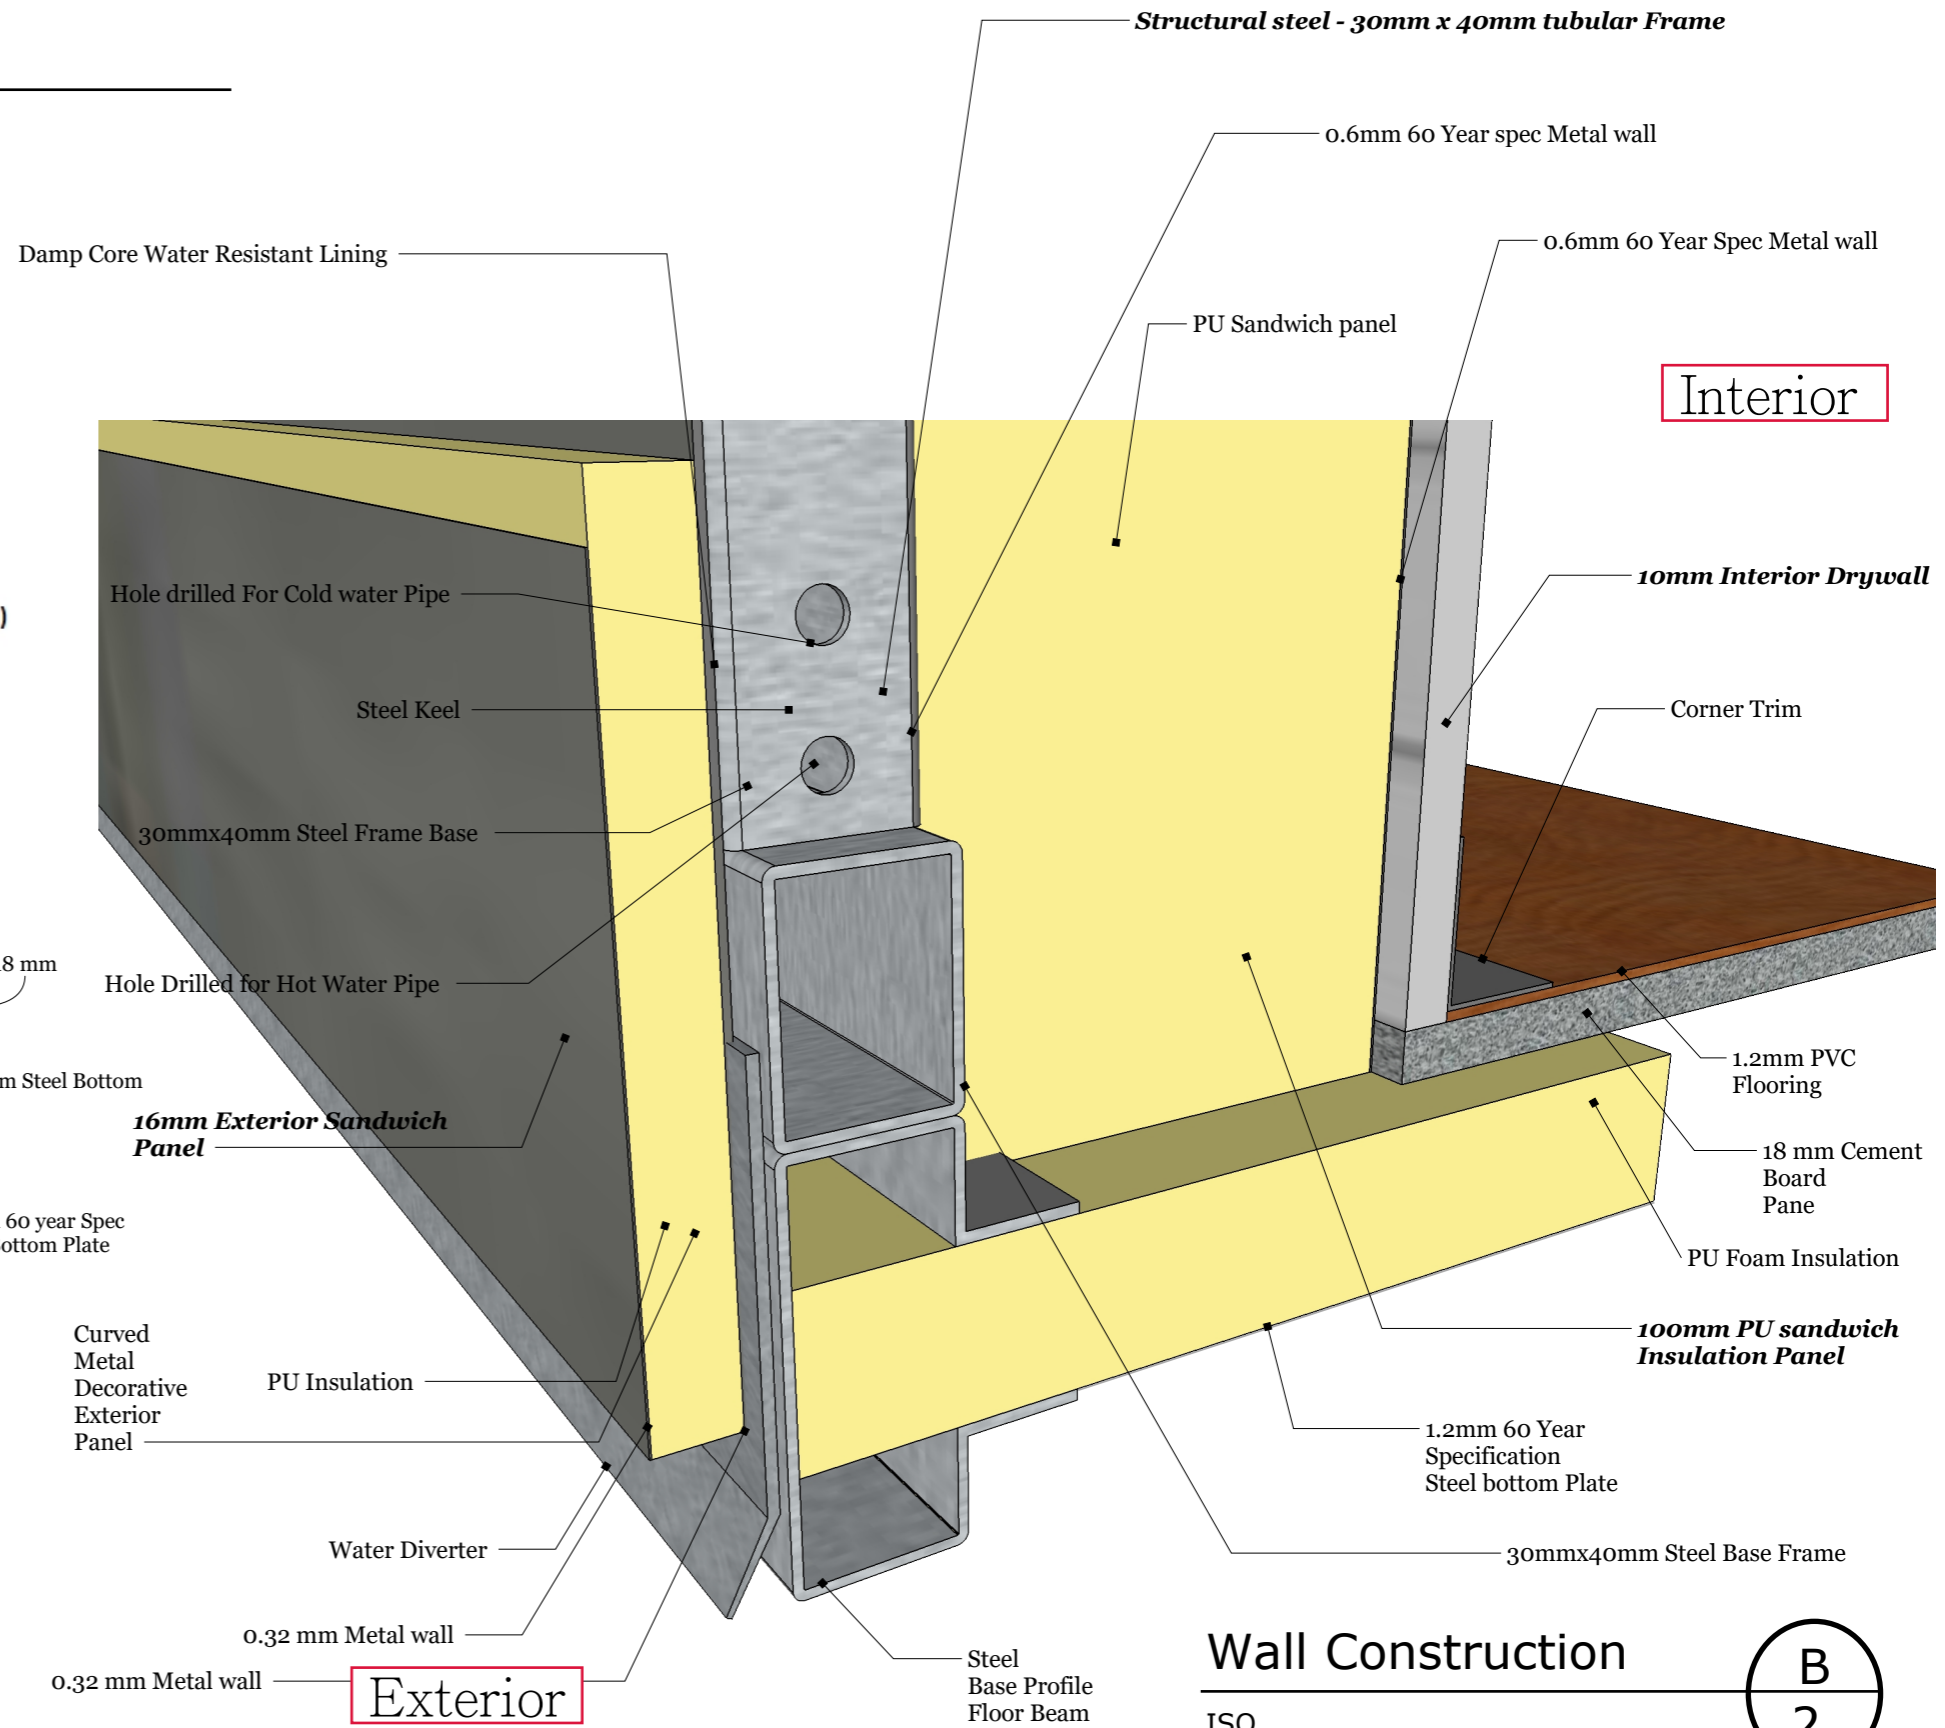 Structural steel - 30mm x 40mm tubular Frame
0.6mm 60 Year spec Metal wall
Damp Core Water Resistant Lining
0.6mm 60 Year Spec Metal wall
PU Sandwich panel
Interior
10mm Interior Drywall
Hole drilled For Cold water Pipe
)
Steel Keel
Corner Trim
30mmx40mm Steel Frame Base
8 mm
Hole Drilled for Hot Water Pipe
m Steel Bottom
1.2mm PVC
Flooring
16mm Exterior Sandwich
Panel
18 mm Cement
Board
Pane
60 year Spec
ottom Plate
PU Foam Insulation
Curved
Metal
Decorative
Exterior
Panel
PU Insulation
100mm PU sandwich
Insulation Panel
1.2mm 60 Year
Specification
Steel bottom Plate
Water Diverter
30mmx40mm Steel Base Frame
0.32 mm Metal wall
0.32 mm Metal wall
Exterior
Steel
Base Profile
Floor Beam
Wall Construction
ISO
B
2